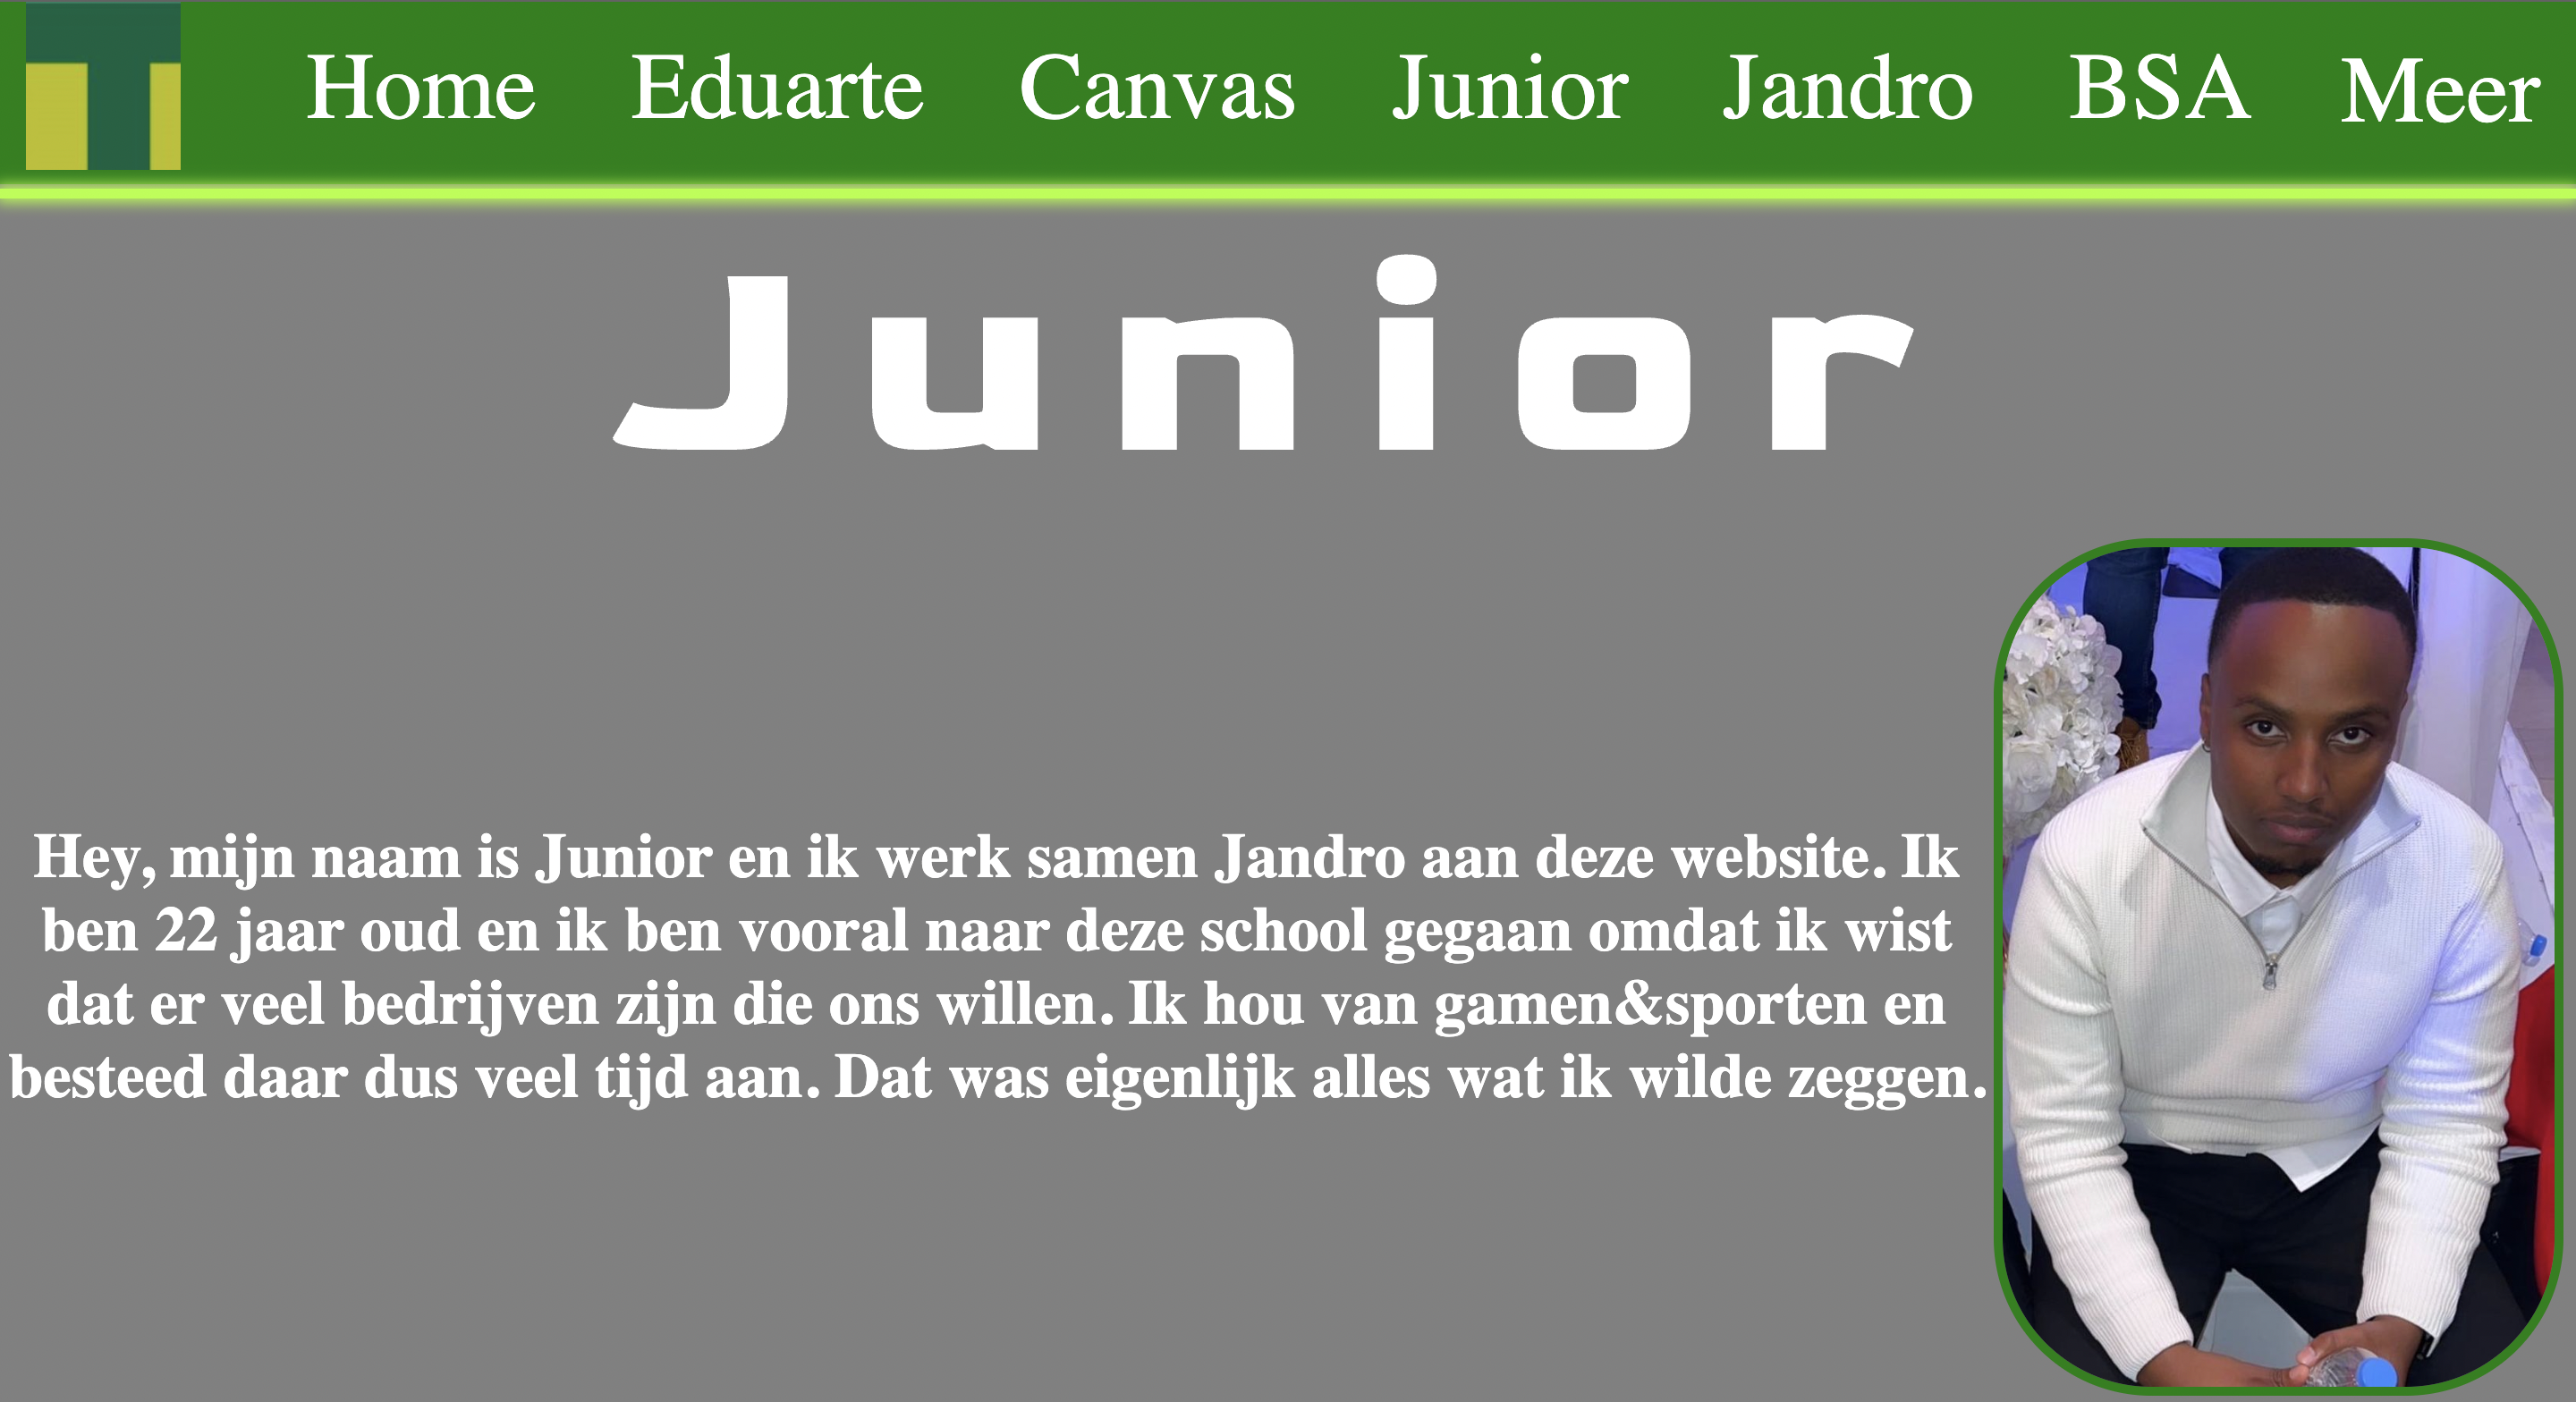 Home Eduarte Canvas Junior Jandro BSA Meer
Junior
Hey, mijn naam is Junior en ik werk samen Jandro aan deze website. Ik
ben 22 jaar oud en ik ben vooral naar deze school gegaan omdat ik wist
dat er veel bedrijven zijn die ons willen. Ik hou van gamen&sporten en
besteed daar dus veel tijd aan. Dat was eigenlijk alles wat ik wilde zeggen.